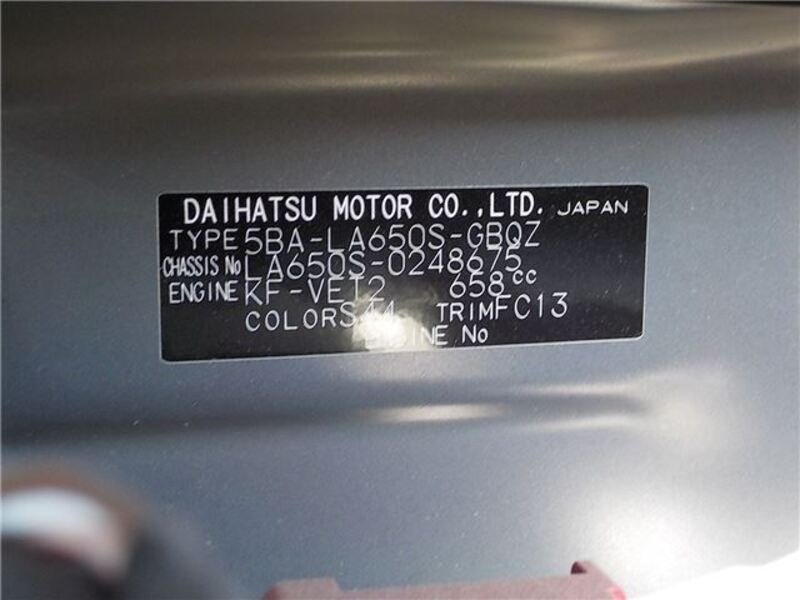 DAIHATSU MOTOR CO.,LTD. JAPAN
TYPE 5BA-LA650S-GBQZ
CHASSIS No LA650S-0248675
ENGINE KF-VET2 658cc
COLOR S44 TRIM FC13
ENGINE No